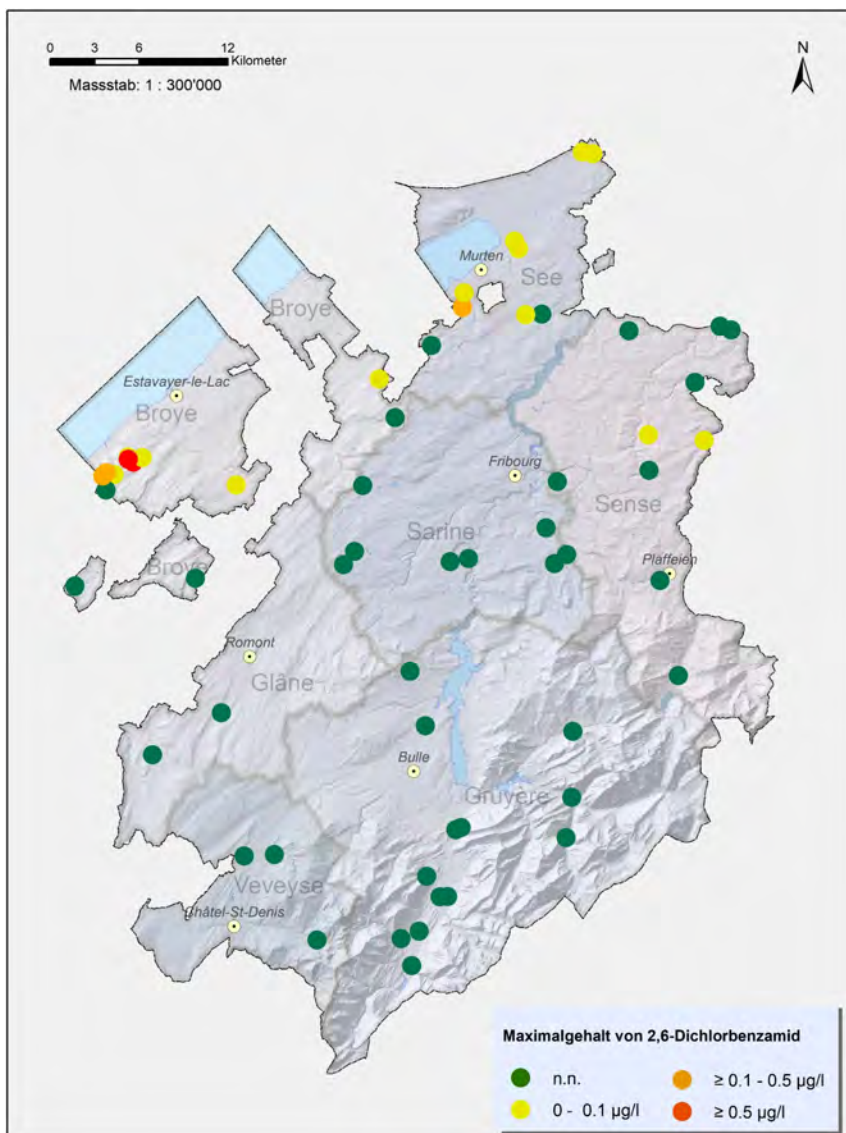 0 3 6 12
Kilometer
Massstab: 1 : 300'000
N
Murten
See
Broye
Estavayer-le-Lac
Broye
Fribourg
Sense
Sarine
Broye
Plaffeien
Romont
Glâne
Bulle
Gruyère
Veveyse
Châtel-St-Denis
Maximalgehalt von 2,6-Dichlorbenzamid
n.n.
≥ 0.1 - 0.5 µg/l
0 - 0.1 µg/l
≥ 0.5 µg/l